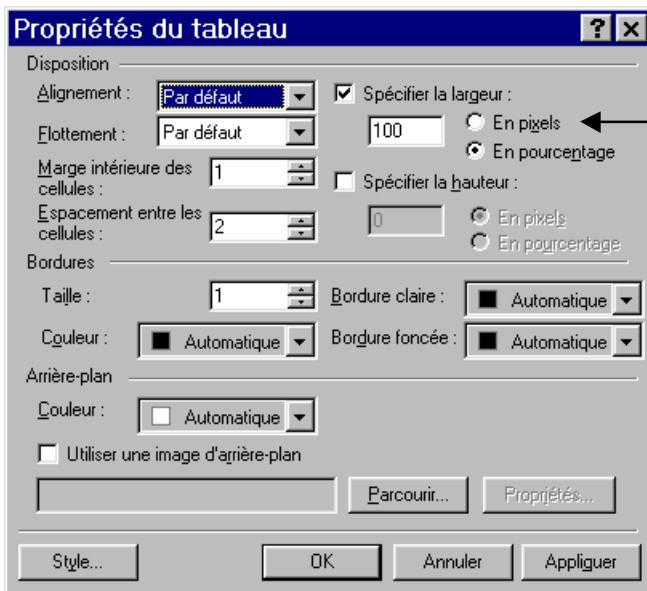 Propriétés du tableau
Disposition
Alignement : Par défaut
Spécifier la largeur :
100 En pixels
En pourcentage
Flottement : Par défaut
Marge intérieure des
cellules : 1
Spécifier la hauteur :
Espacement entre les
cellules : 2
0 En pixels
En pourcentage
Bordures
Taille : 1 Bordure claire : Automatique
Couleur : Automatique Bordure foncée : Automatique
Arrière-plan
Couleur : Automatique
Utiliser une image d'arrière-plan
Parcourir... Propriétés...
Style... OK Annuler Appliquer